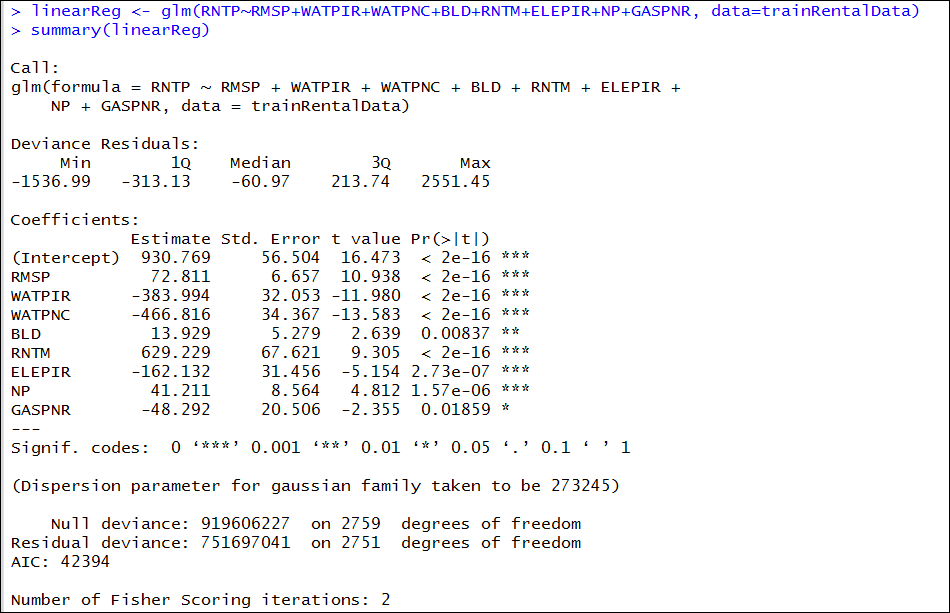 > linearReg <- glm(RNTP~RMSP+WATPIR+WATPNC+BLD+RNTM+ELEPIR+NP+GASPNR, data=trainRentalData)
> summary(linearReg)

Call:
glm(formula = RNTP ~ RMSP + WATPIR + WATPNC + BLD + RNTM + ELEPIR +
    NP + GASPNR, data = trainRentalData)

Deviance Residuals:
     Min        1Q    Median        3Q       Max
-1536.99   -313.13    -60.97    213.74   2551.45

Coefficients:
            Estimate Std. Error t value Pr(>|t|)
(Intercept)  930.769     56.504  16.473  < 2e-16 ***
RMSP          72.811      6.657  10.938  < 2e-16 ***
WATPIR      -383.994     32.053 -11.980  < 2e-16 ***
WATPNC      -466.816     34.367 -13.583  < 2e-16 ***
BLD           13.929      5.279   2.639  0.00837 **
RNTM         629.229     67.621   9.305  < 2e-16 ***
ELEPIR      -162.132     31.456  -5.154 2.73e-07 ***
NP            41.211      8.564   4.812 1.57e-06 ***
GASPNR       -48.292     20.506  -2.355  0.01859 *
---
Signif. codes:  0 ‘***’ 0.001 ‘**’ 0.01 ‘*’ 0.05 ‘.’ 0.1 ‘ ’ 1

(Dispersion parameter for gaussian family taken to be 273245)

    Null deviance: 919606227  on 2759  degrees of freedom
Residual deviance: 751697041  on 2751  degrees of freedom
AIC: 42394

Number of Fisher Scoring iterations: 2